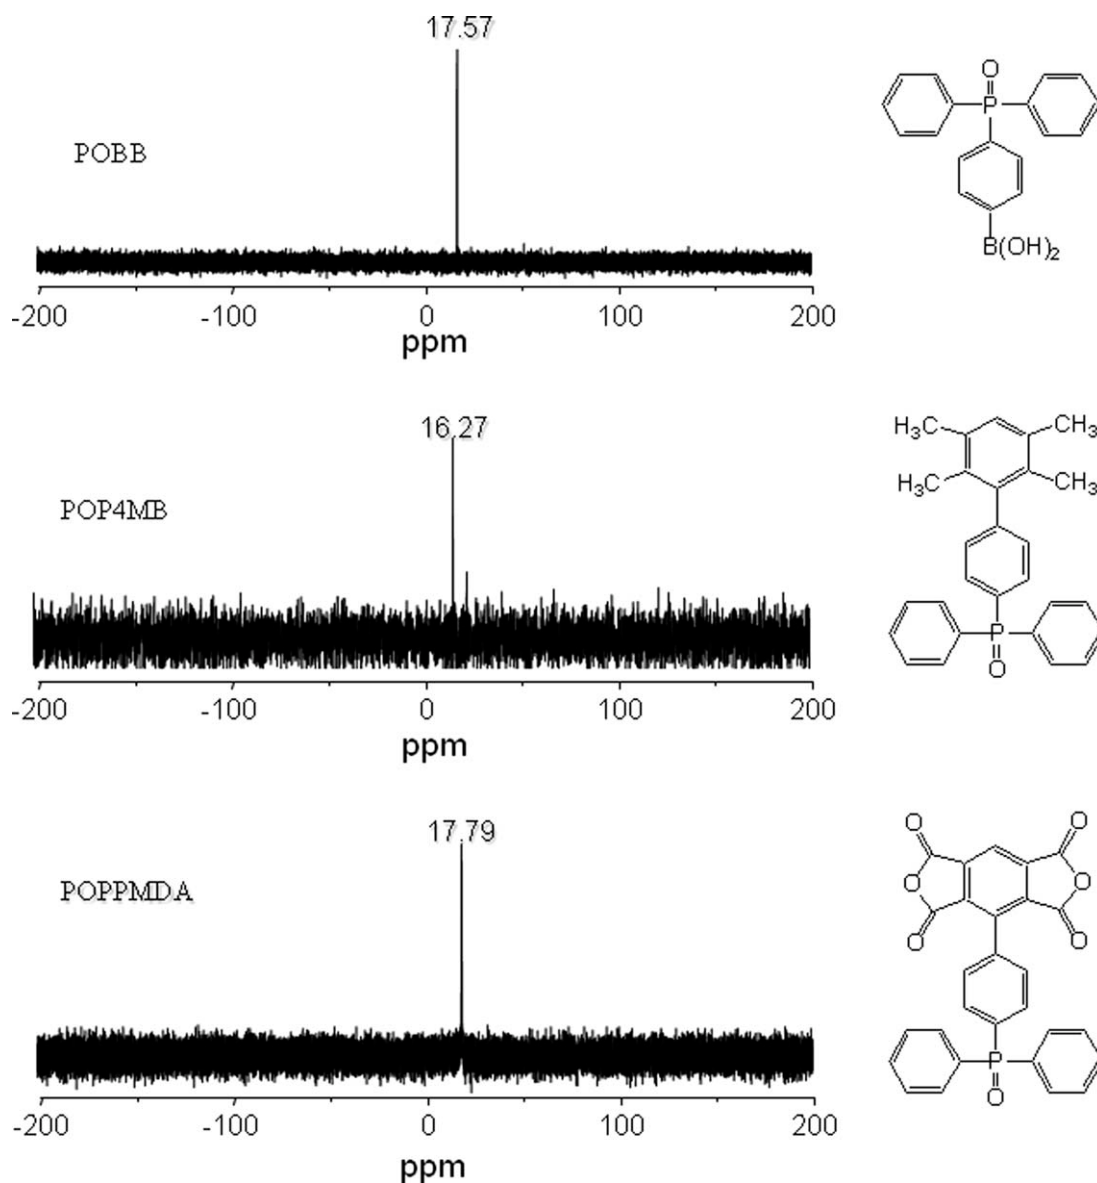 17.57
POBB
-200 -100 0 100 200
ppm
O
P
B(OH)2
16.27
POP4MB
-200 -100 0 100 200
ppm
H3C CH3
H3C CH3
P
O
17.79
POPPMDA
-200 -100 0 100 200
ppm
O O
O O
O O
P
O